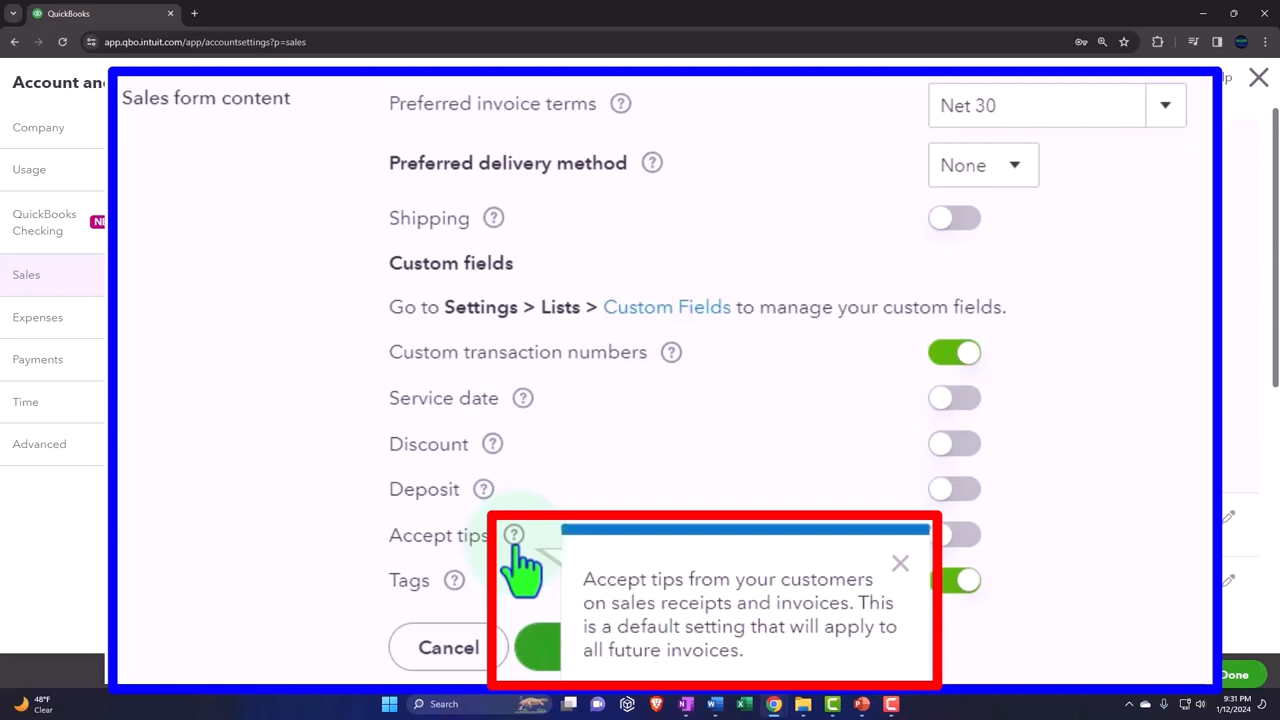 QuickBooks
app.qbo.intuit.com/app/accountsettings?p=sales
Account an
lp
Company
Usage
QuickBooks
Checking
NE
Sales
Expenses
Payments
Time
Advanced
Sales form content
Preferred invoice terms
Net 30
Preferred delivery method
None
Shipping
Custom fields
Go to Settings > Lists > Custom Fields to manage your custom fields.
Custom transaction numbers
Service date
Discount
Deposit
Accept tips
Tags
Accept tips from your customers
on sales receipts and invoices. This
is a default setting that will apply to
all future invoices.
Cancel
Done
48°F
Clear
Search
9:31 PM
1/2/2024